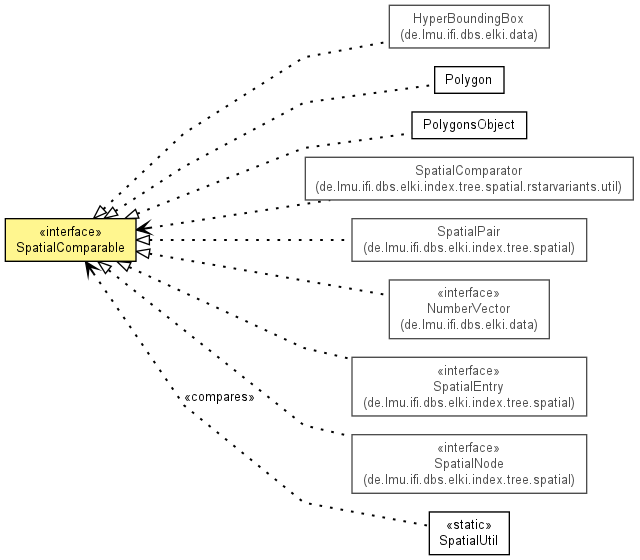 HyperBoundingBox
(de.lmu.ifi.dbs.elki.data)
Polygon
PolygonsObject
SpatialComparator
(de.lmu.ifi.dbs.elki.index.tree.spatial.rstarvariants.util)
«interface»
SpatialComparable
SpatialPair
(de.lmu.ifi.dbs.elki.index.tree.spatial)
«interface»
NumberVector
(de.lmu.ifi.dbs.elki.data)
«interface»
SpatialEntry
(de.lmu.ifi.dbs.elki.index.tree.spatial)
«compares»
«interface»
SpatialNode
(de.lmu.ifi.dbs.elki.index.tree.spatial)
«static»
SpatialUtil